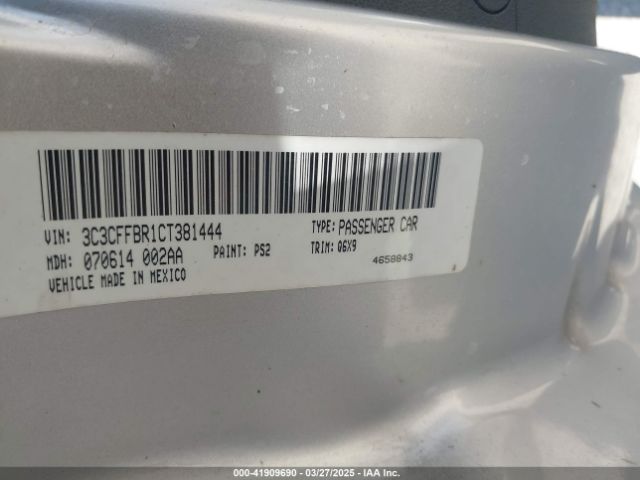 VIN: 3C3CFFBR1CT381444 TYPE: PASSENGER CAR
MDH: 070614 002AA PAINT: PS2 TRIM: 06X9
VEHICLE MADE IN MEXICO 4658843
000-41909690 - 03/27/2025 - IAA Inc.